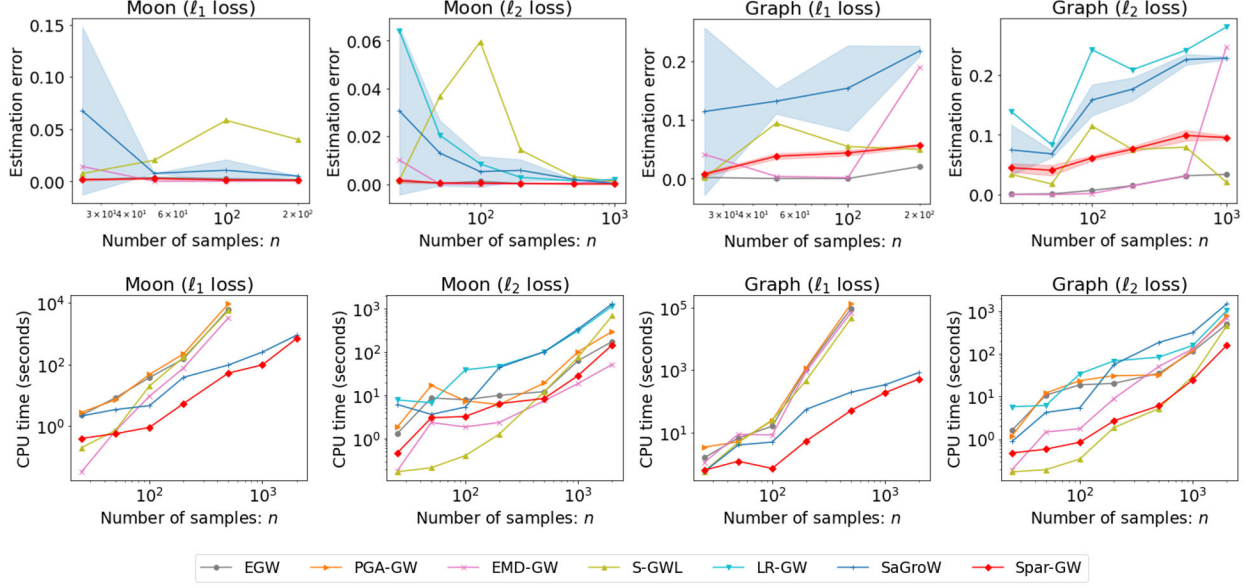 Moon (ℓ₁ loss)
Estimation error
0.15
0.10
0.05
0.00
3 × 10¹
4 × 10¹
6 × 10¹
10²
2 × 10²
Number of samples: n
Moon (ℓ₂ loss)
Estimation error
0.06
0.04
0.02
0.00
10²
10³
Number of samples: n
Graph (ℓ₁ loss)
Estimation error
0.2
0.1
0.0
3 × 10¹
4 × 10¹
6 × 10¹
10²
2 × 10²
Number of samples: n
Graph (ℓ₂ loss)
Estimation error
0.2
0.1
0.0
10²
10³
Number of samples: n
Moon (ℓ₁ loss)
CPU time (seconds)
10⁴
10²
10⁰
10²
10³
Number of samples: n
Moon (ℓ₂ loss)
CPU time (seconds)
10³
10²
10¹
10⁰
10²
10³
Number of samples: n
Graph (ℓ₁ loss)
CPU time (seconds)
10⁵
10³
10¹
10²
10³
Number of samples: n
Graph (ℓ₂ loss)
CPU time (seconds)
10³
10²
10¹
10⁰
10²
10³
Number of samples: n
EGW PGA-GW EMD-GW S-GWL LR-GW SaGroW Spar-GW